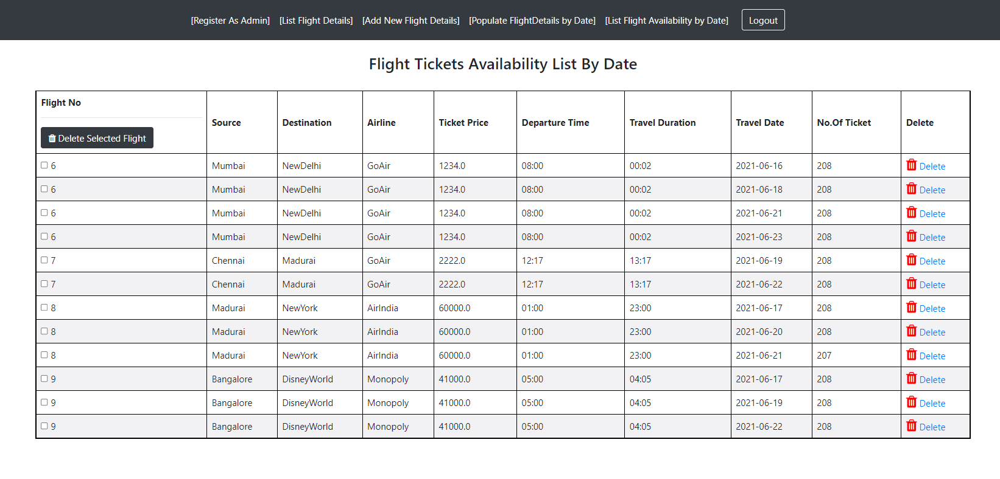 [Register As Admin] [List Flight Details] [Add New Flight Details] [Populate FlightDetails by Date] [List Flight Availability by Date] Logout
Flight Tickets Availability List By Date
Flight No
Source Destination Airline Ticket Price Departure Time Travel Duration Travel Date No.Of Ticket Delete
Delete Selected Flight
6 Mumbai NewDelhi GoAir 1234.0 08:00 00:02 2021-06-16 208 Delete
6 Mumbai NewDelhi GoAir 1234.0 08:00 00:02 2021-06-18 208 Delete
6 Mumbai NewDelhi GoAir 1234.0 08:00 00:02 2021-06-21 208 Delete
6 Mumbai NewDelhi GoAir 1234.0 08:00 00:02 2021-06-23 208 Delete
7 Chennai Madurai GoAir 2222.0 12:17 13:17 2021-06-19 208 Delete
7 Chennai Madurai GoAir 2222.0 12:17 13:17 2021-06-22 208 Delete
8 Madurai NewYork AirIndia 60000.0 01:00 23:00 2021-06-17 208 Delete
8 Madurai NewYork AirIndia 60000.0 01:00 23:00 2021-06-20 208 Delete
8 Madurai NewYork AirIndia 60000.0 01:00 23:00 2021-06-21 207 Delete
9 Bangalore DisneyWorld Monopoly 41000.0 05:00 04:05 2021-06-17 208 Delete
9 Bangalore DisneyWorld Monopoly 41000.0 05:00 04:05 2021-06-19 208 Delete
9 Bangalore DisneyWorld Monopoly 41000.0 05:00 04:05 2021-06-22 208 Delete